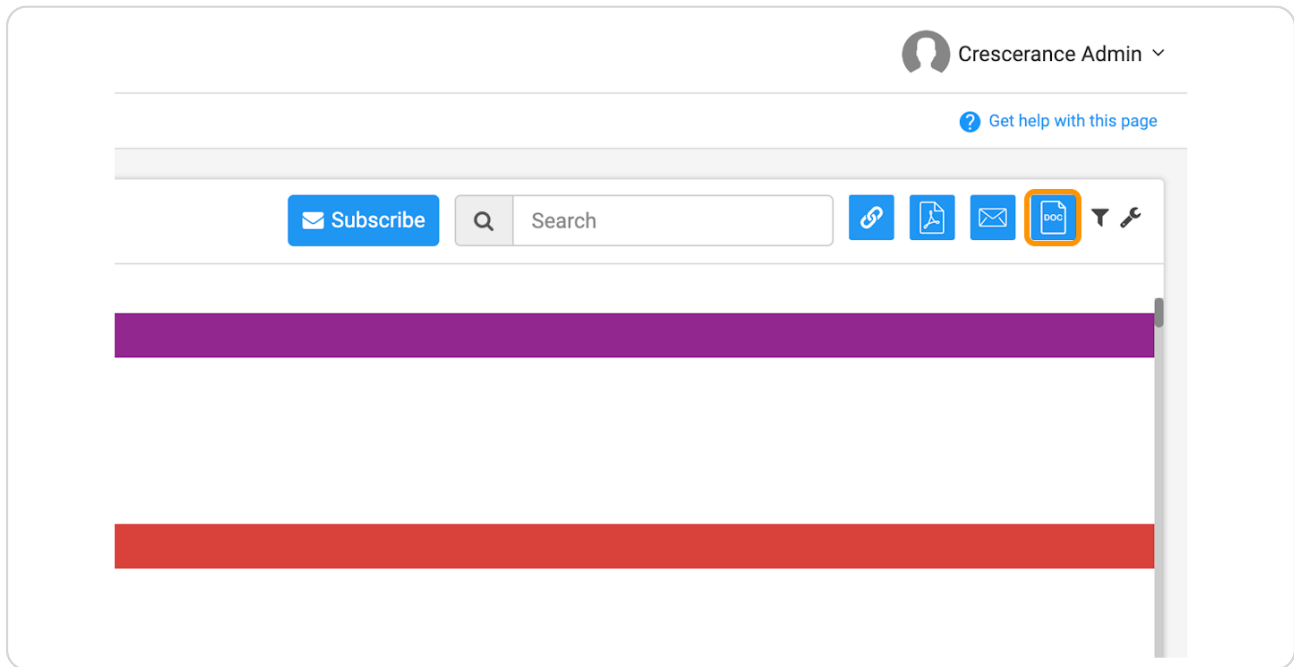 Crescerance Admin
Get help with this page
Subscribe
Search
DOC